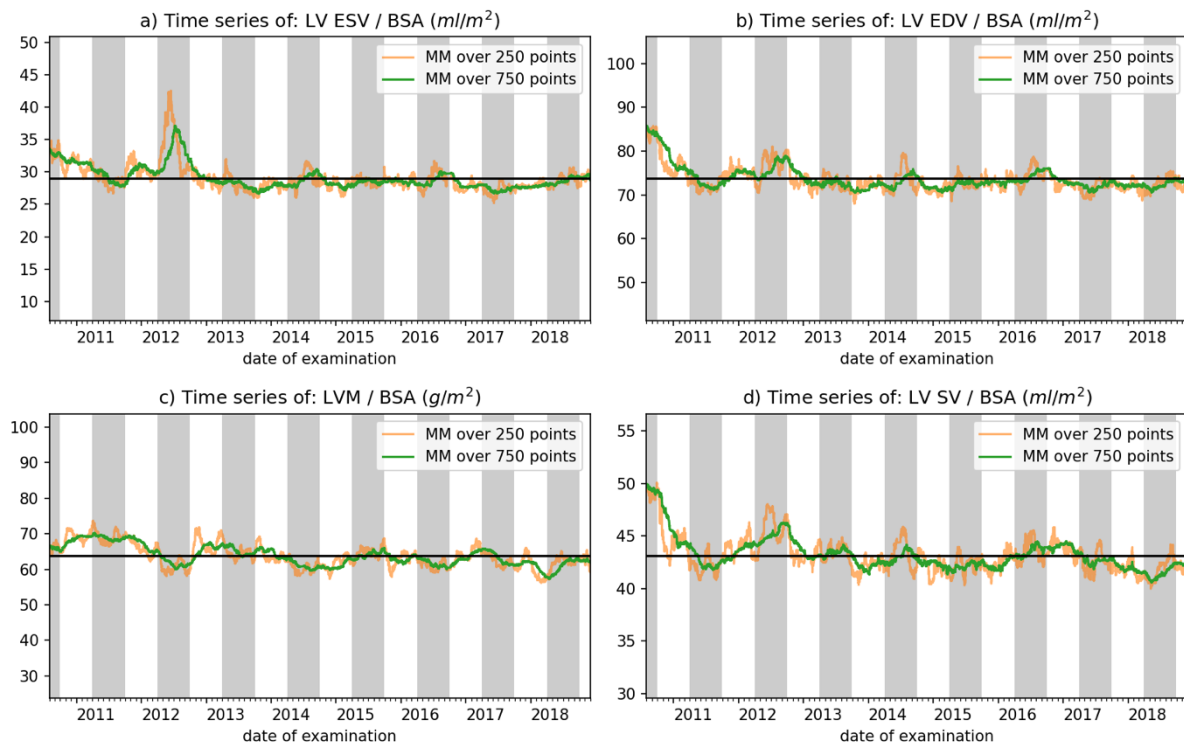 a) Time series of: LV ESV / BSA (ml/m²)
MM over 250 points
MM over 750 points
50
45
40
35
30
25
20
15
10
2011 2012 2013 2014 2015 2016 2017 2018
date of examination
b) Time series of: LV EDV / BSA (ml/m²)
MM over 250 points
MM over 750 points
100
90
80
70
60
50
2011 2012 2013 2014 2015 2016 2017 2018
date of examination
c) Time series of: LVM / BSA (g/m²)
MM over 250 points
MM over 750 points
100
90
80
70
60
50
40
30
2011 2012 2013 2014 2015 2016 2017 2018
date of examination
d) Time series of: LV SV / BSA (ml/m²)
MM over 250 points
MM over 750 points
55
50
45
40
35
30
2011 2012 2013 2014 2015 2016 2017 2018
date of examination